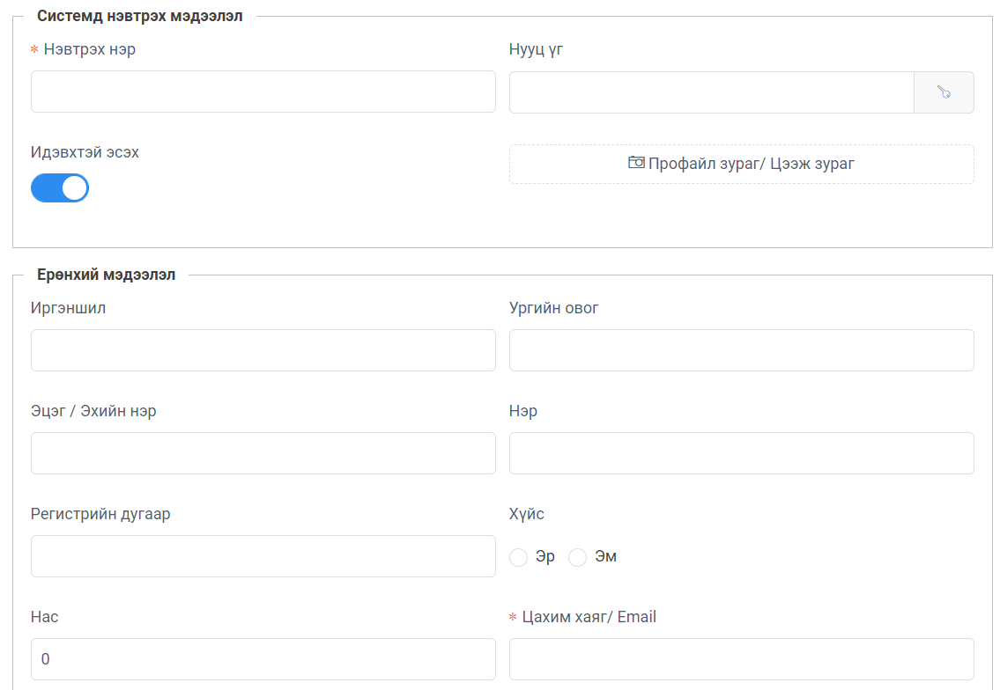 Системд нэвтрэх мэдээлэл
* Нэвтрэх нэр
Нууц үг
Идэвхтэй эсэх
Профайл зураг/ Цээж зураг
Ерөнхий мэдээлэл
Иргэншил
Ургийн овог
Эцэг / Эхийн нэр
Нэр
Регистрийн дугаар
Хүйс
Эр Эм
Нас
* Цахим хаяг/ Email
0